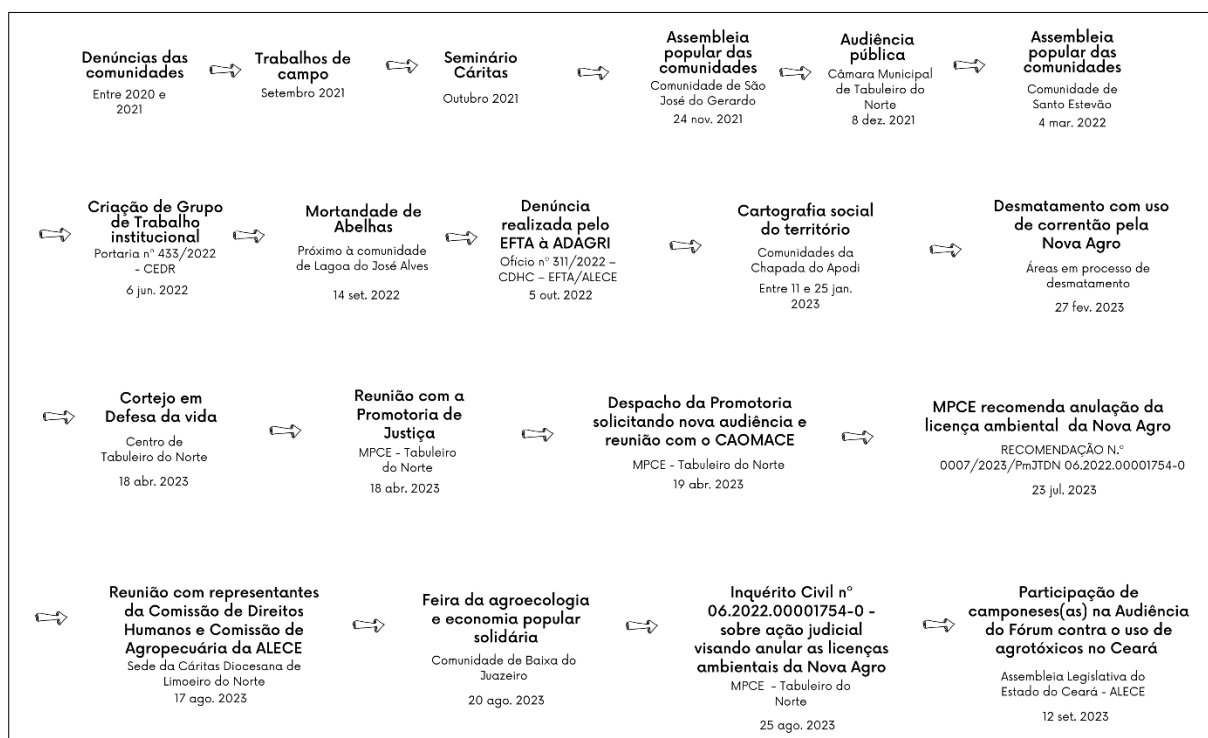 Denúncias das
comunidades
Entre 2020 e
2021
Trabalhos de
campo
Setembro 2021
Seminário
Cáritas
Outubro 2021
Assembleia
popular das
comunidades
Comunidade de São
José do Gerardo
24 nov. 2021
Audiência
pública
Câmara Municipal
de Tabuleiro do
Norte
8 dez. 2021
Assembleia
popular das
comunidades
Comunidade de
Santo Estevão
4 mar. 2022
Criação de Grupo
de Trabalho
institucional
Portaria nº 433/2022
- CEDR
6 jun. 2022
Mortandade de
Abelhas
Próximo à comunidade
de Lagoa do José Alves
14 set. 2022
Denúncia
realizada pelo
EFTA à ADAGRI
Ofício nº 311/2022 –
CDHC – EFTA/ALECE
5 out. 2022
Cartografia social
do território
Comunidades da
Chapada do Apodi
Entre 11 e 25 jan.
2023
Desmatamento com uso
de correntão pela
Nova Agro
Áreas em processo de
desmatamento
27 fev. 2023
Cortejo em
Defesa da vida
Centro de
Tabuleiro do Norte
18 abr. 2023
Reunião com a
Promotoria de
Justiça
MPCE - Tabuleiro
do Norte
18 abr. 2023
Despacho da Promotoria
solicitando nova audiência e
reunião com o CAOMACE
MPCE - Tabuleiro do Norte
19 abr. 2023
MPCE recomenda anulação da
licença ambiental da Nova Agro
RECOMENDAÇÃO N.º
0007/2023/PmJTDN 06.2022.00001754-0
23 jul. 2023
Reunião com representantes
da Comissão de Direitos
Humanos e Comissão de
Agropecuária da ALECE
Sede da Cáritas Diocesana de
Limoeiro do Norte
17 ago. 2023
Feira da agroecologia
e economia popular
solidária
Comunidade de Baixa do
Juazeiro
20 ago. 2023
Inquérito Civil nº
06.2022.00001754-0 -
sobre ação judicial
visando anular as licenças
ambientais da Nova Agro
MPCE - Tabuleiro do
Norte
25 ago. 2023
Participação de
camponeses(as) na Audiência
do Fórum contra o uso de
agrotóxicos no Ceará
Assembleia Legislativa do
Estado do Ceará - ALECE
12 set. 2023